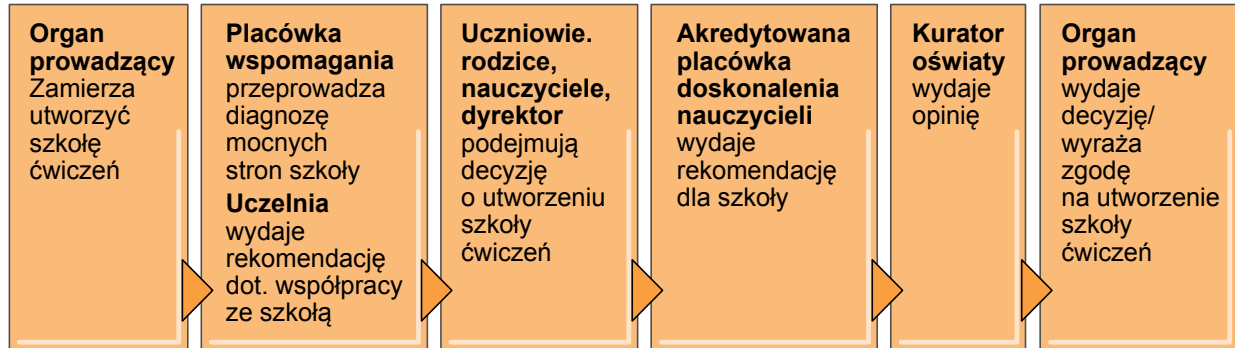 Organ
prowadzący
Zamierza
utworzyć
szkołę
ćwiczeń
Placówka
wspomagania
przeprowadza
diagnozę
mocnych
stron szkoły
Uczelnia
wydaje
rekomendację
dot. współpracy
ze szkołą
Uczniowie.
rodzice,
nauczyciele,
dyrektor
podejmują
decyzję
o utworzeniu
szkoły
ćwiczeń
Akredytowana
placówka
doskonalenia
nauczycieli
wydaje
rekomendację
dla szkoły
Kurator
oświaty
wydaje
opinię
Organ
prowadzący
wydaje
decyzję/
wyraża
zgodę
na utworzenie
szkoły
ćwiczeń